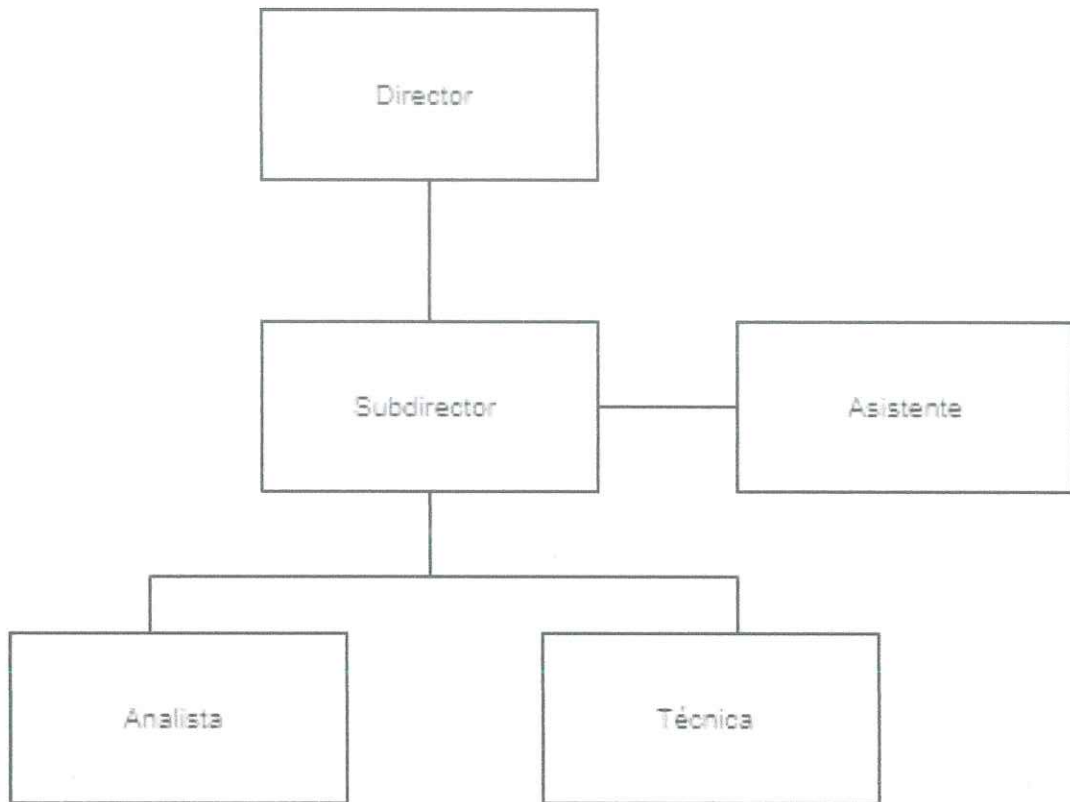 Director
Subdirector
Asistente
Analista
Técnica